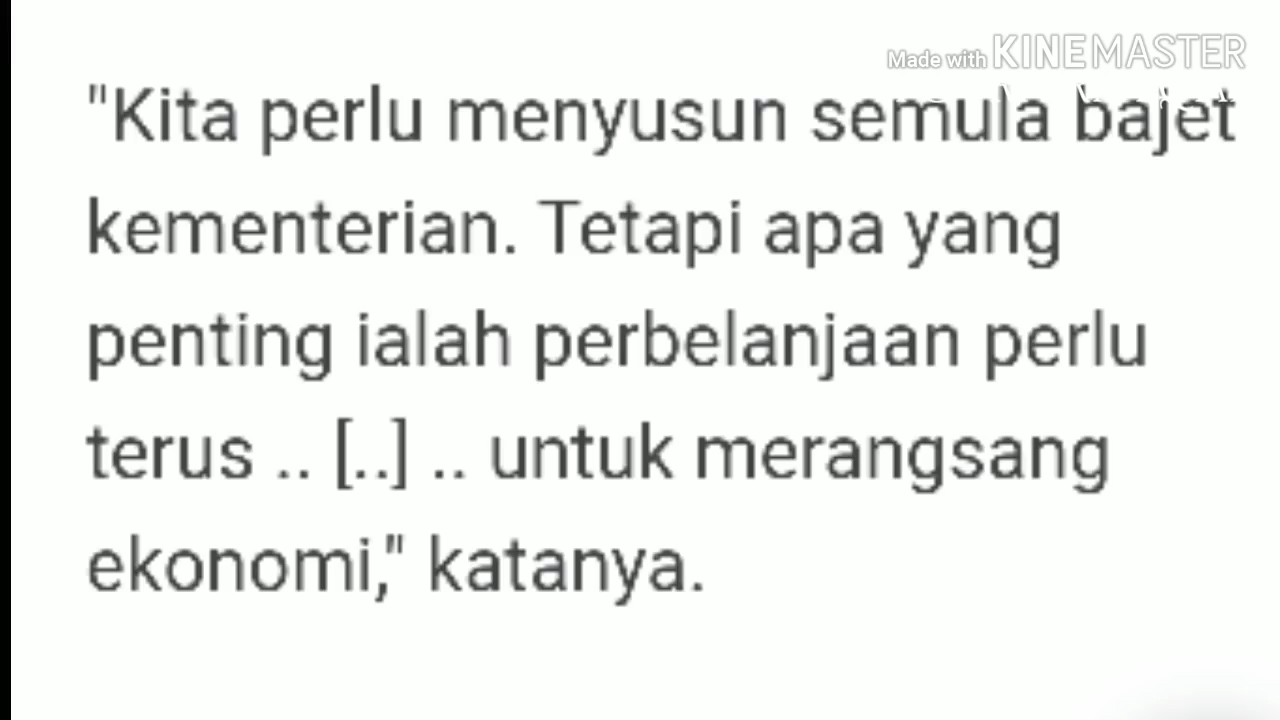 Made with KINEMASTER
"Kita perlu menyusun semula bajet
kementerian. Tetapi apa yang
penting ialah perbelanjaan perlu
terus .. [..] .. untuk merangsang
ekonomi," katanya.